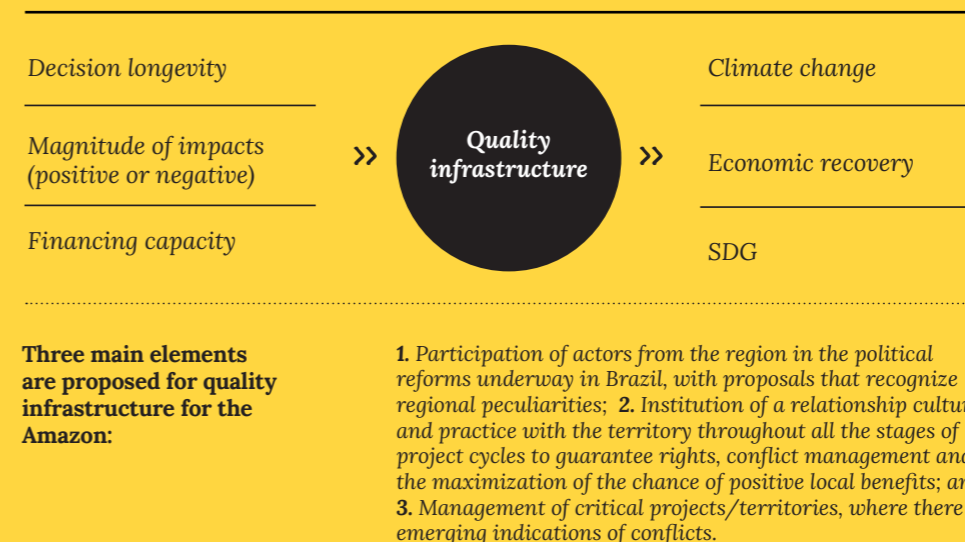 Decision longevity
Magnitude of impacts
(positive or negative)
Financing capacity
»
Quality
infrastructure
»
Climate change
Economic recovery
SDG
Three main elements
are proposed for quality
infrastructure for the
Amazon:
1. Participation of actors from the region in the political
reforms underway in Brazil, with proposals that recognize
regional peculiarities; 2. Institution of a relationship
and practice with the territory throughout all the stages of
project cycles to guarantee rights, conflict management
the maximization of the chance of positive local benefits;
3. Management of critical projects/territories, where there
emerging indications of conflicts.